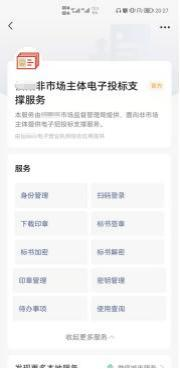 20:27
非市场主体电子投标支
官方
撑服务
本服务由市场监督管理局提供、面向非市场
主体提供电子招投标支撑服务。
服务
身份管理
扫码登录
下载印章
标书签章
标书加密
标书解密
印章管理
密钥管理
待办事项
使用查询
收起更多服务